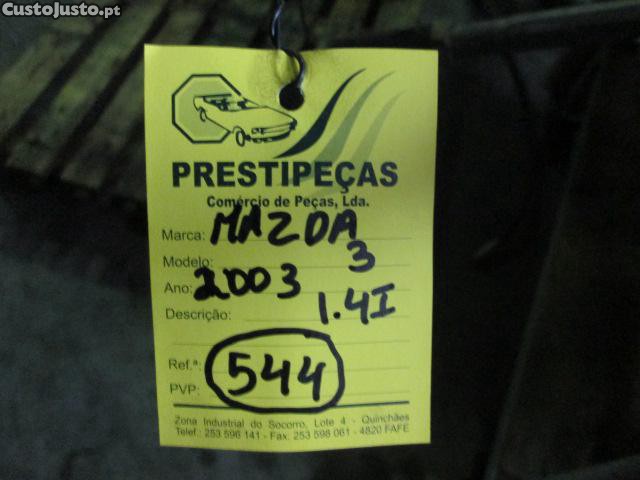 CustoJusto.pt
PRESTIPEÇAS
Comércio de Peças, Lda.
Marca: MAZDA
Modelo: 3
Ano: 2003
Descrição: 1.4I
Ref.ª: 544
PVP:
Zona Industrial do Socorro, Lote 4 - Quinchães
Telef.: 253 596 141 - Fax: 253 598 061 - 4820 FAFE